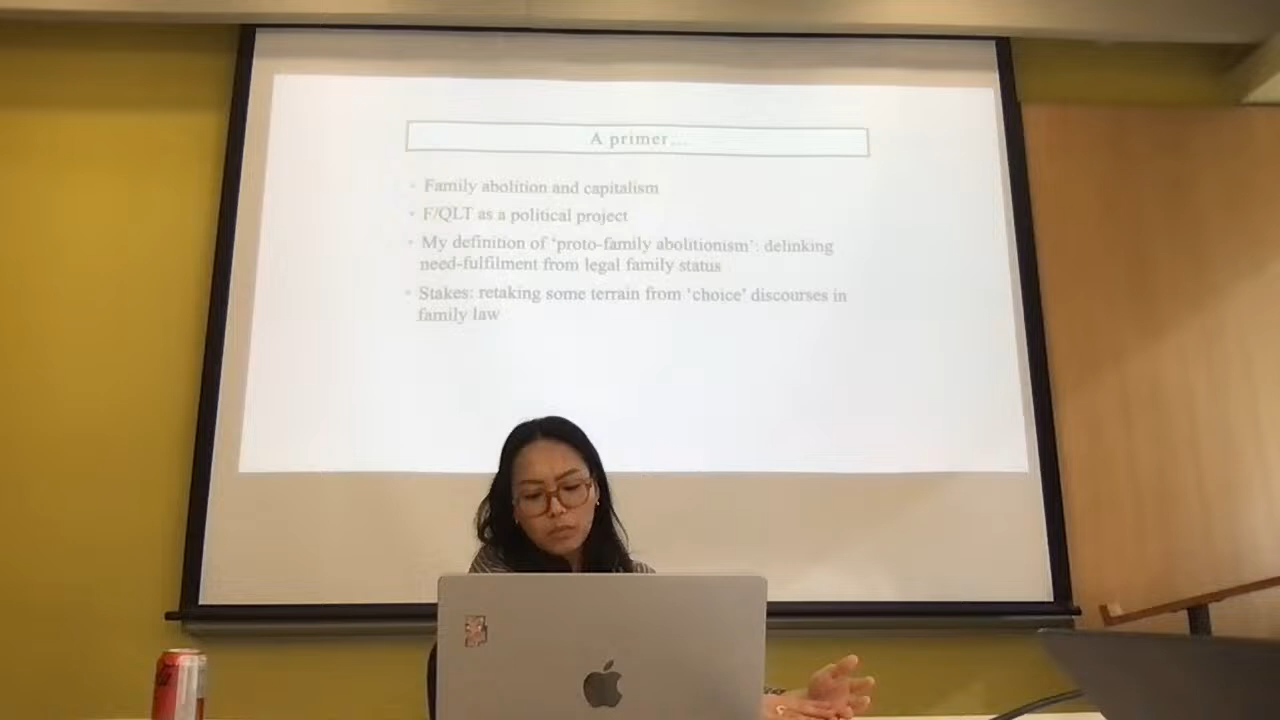 A primer...
• Family abolition and capitalism
• F/QLT as a political project
• My definition of ‘proto-family abolitionism’: delinking
need-fulfilment from legal family status
• Stakes: retaking some terrain from ‘choice’ discourses in
family law